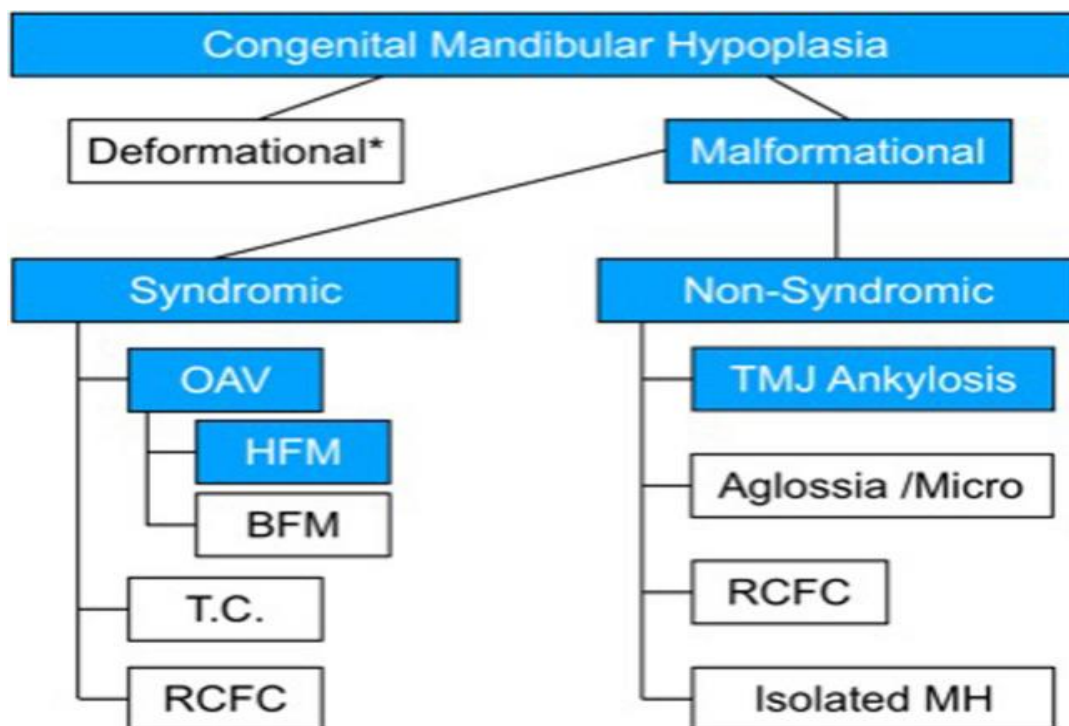 Congenital Mandibular Hypoplasia
Deformational*
Malformational
Syndromic
Non-Syndromic
OAV
HFM
BFM
T.C.
RCFC
TMJ Ankylosis
Aglossia /Micro
RCFC
Isolated MH